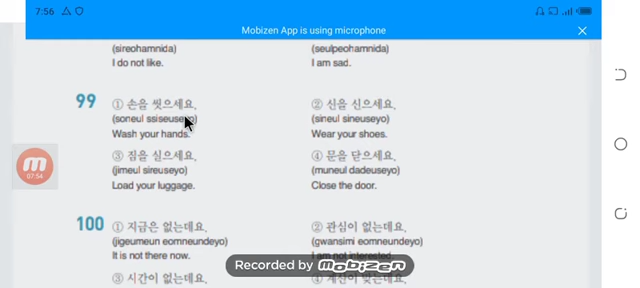 7:56
Mobizen App is using microphone
(sireohamnida) (seulpeohamnida)
I do not like. I am sad.
99 ① 손을 씻으세요. ② 신을 신으세요.
(soneul ssiseuseyo) (sineul sineuseyo)
Wash your hands. Wear your shoes.
③ 짐을 실으세요. ④ 문을 닫으세요.
(jimeul sireuseyo) (muneul dadeuseyo)
Load your luggage. Close the door.
07:54
100 ① 지금은 없는데요. ② 관심이 없는데요.
(jigeumeun eomneundeyo) (gwansimi eomneundeyo)
It is not there now. I am not interested.
Recorded by mobizen
③ 시간이 없는데요. ④